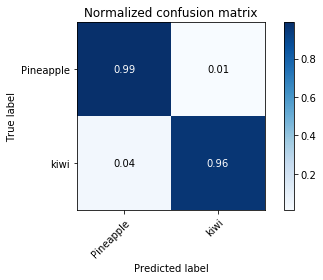 Normalized confusion matrix
Pineapple
0.99
0.01
kiwi
0.04
0.96
True label
Pineapple
kiwi
Predicted label
0.8
0.6
0.4
0.2